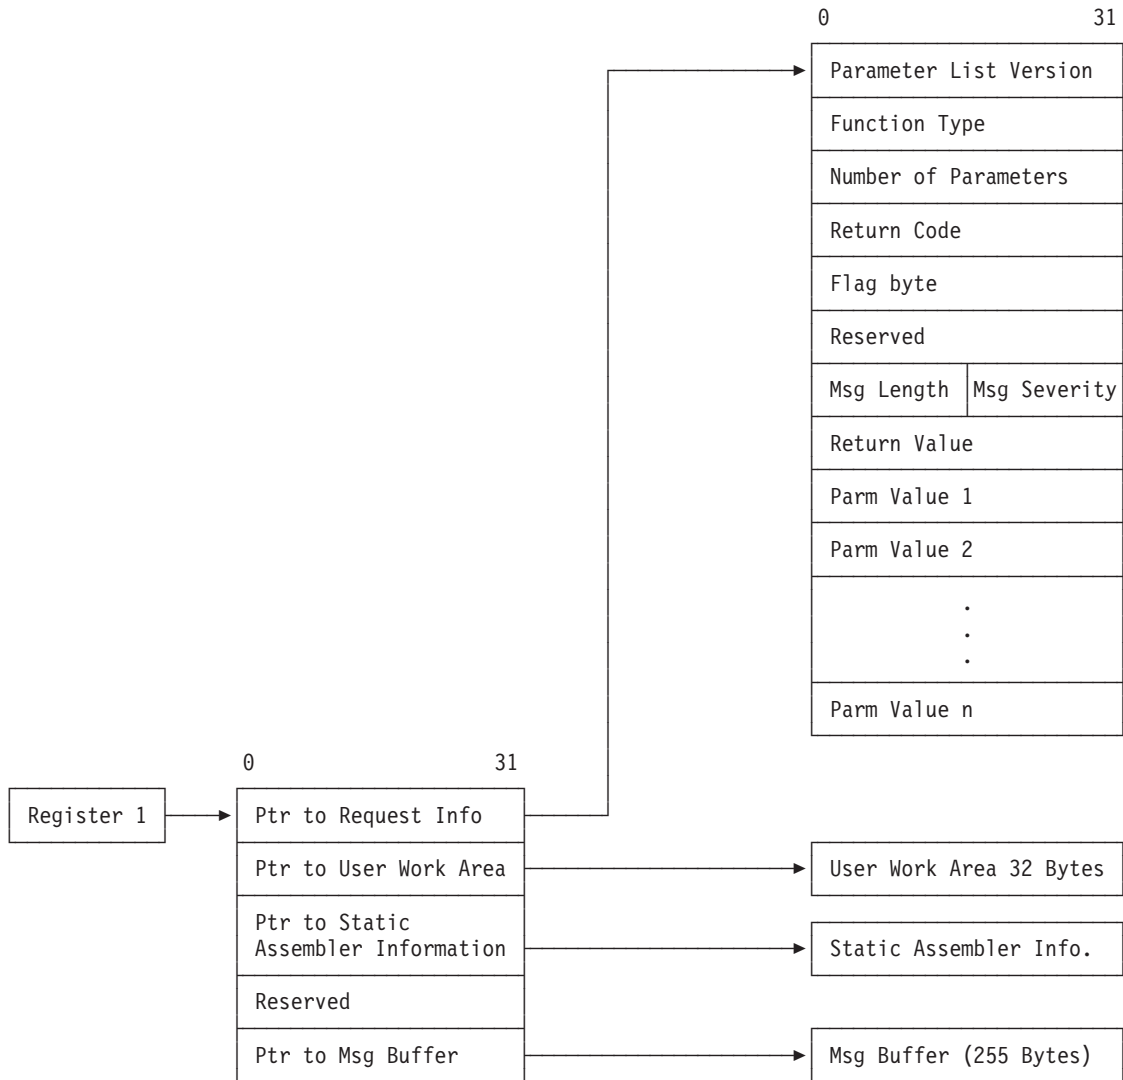 0 31
Parameter List Version
Function Type
Number of Parameters
Return Code
Flag byte
Reserved
Msg Length Msg Severity
Return Value
Parm Value 1
Parm Value 2
.
.
.
Parm Value n
0 31
Register 1 Ptr to Request Info
Ptr to User Work Area User Work Area 32 Bytes
Ptr to Static
Assembler Information Static Assembler Info.
Reserved
Ptr to Msg Buffer Msg Buffer (255 Bytes)